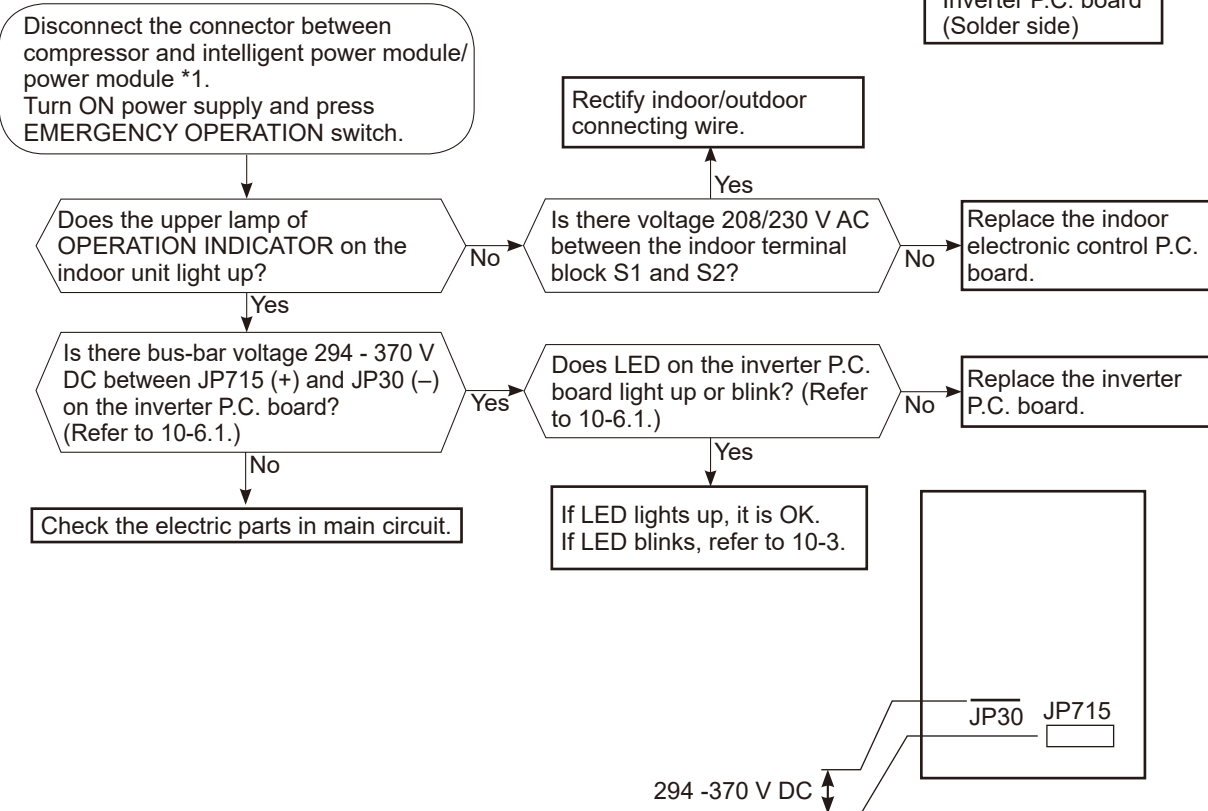 Inverter P.C. board
(Solder side)
Disconnect the connector between
compressor and intelligent power module/
power module *1.
Turn ON power supply and press
EMERGENCY OPERATION switch.
Rectify indoor/outdoor
connecting wire.
Yes
Does the upper lamp of
OPERATION INDICATOR on the
indoor unit light up?
No
Is there voltage 208/230 V AC
between the indoor terminal
block S1 and S2?
No
Replace the indoor
electronic control P.C.
board.
Yes
Is there bus-bar voltage 294 - 370 V
DC between JP715 (+) and JP30 (–)
on the inverter P.C. board?
(Refer to 10-6.1.)
Yes
Does LED on the inverter P.C.
board light up or blink? (Refer
to 10-6.1.)
No
Replace the inverter
P.C. board.
No
Yes
Check the electric parts in main circuit.
If LED lights up, it is OK.
If LED blinks, refer to 10-3.
JP30 JP715
294 -370 V DC